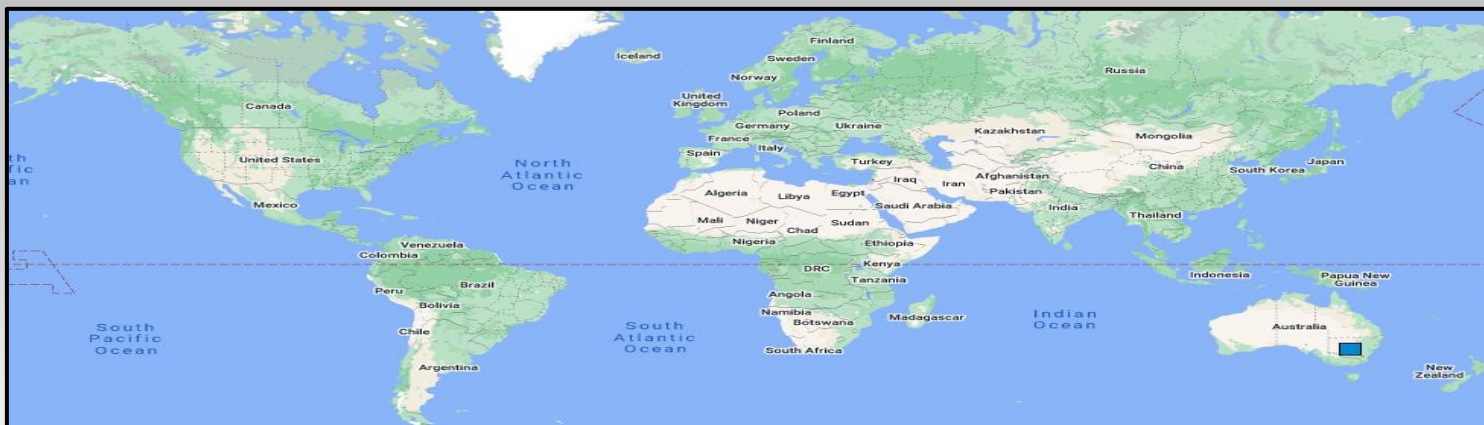 Finland
Iceland
Sweden
Russia
Norway
United
Kingdom
Canada
Poland
Germany
Ukraine
Kazakhstan
Mongolia
France
Italy
Spain
North
Atlantic
Ocean
United States
Turkey
Japan
China
South Korea
Afghanistan
Iraq
Iran
Pakistan
Algeria
Libya
Egypt
Mexico
Saudi Arabia
India
Thailand
Mali
Niger
Sudan
Chad
Nigeria
Ethiopia
Venezuela
Colombia
DRC
Kenya
Indonesia
Papua New
Guinea
Tanzania
Brazil
Peru
Angola
Bolivia
Namibia
Madagascar
Botswana
Indian
Ocean
South
Pacific
Ocean
South
Atlantic
Ocean
Australia
Chile
South Africa
Argentina
New
Zealand